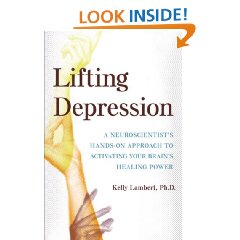 LOOK INSIDE!
Lifting
Depression
A NEUROSCIENTIST'S
HANDS-ON APPROACH TO
ACTIVATING YOUR BRAIN'S
HEALING POWER
Kelly Lambert, Ph.D.